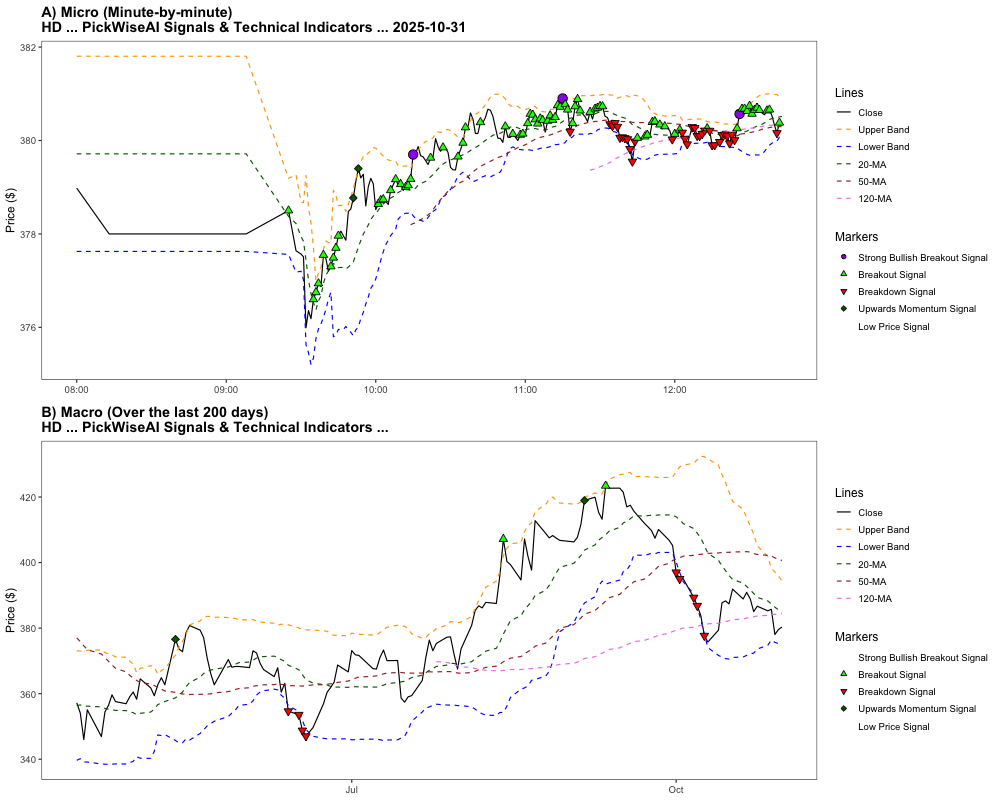 A) Micro (Minute-by-minute)
HD ... PickWiseAI Signals & Technical Indicators ... 2025-10-31
382
380
378
376
Price ($)
08:00
09:00
10:00
11:00
12:00
Lines
Close
Upper Band
Lower Band
20-MA
50-MA
120-MA
Markers
Strong Bullish Breakout Signal
Breakout Signal
Breakdown Signal
Upwards Momentum Signal
Low Price Signal
B) Macro (Over the last 200 days)
HD ... PickWiseAI Signals & Technical Indicators ...
420
400
380
360
340
Price ($)
Jul
Oct
Lines
Close
Upper Band
Lower Band
20-MA
50-MA
120-MA
Markers
Strong Bullish Breakout Signal
Breakout Signal
Breakdown Signal
Upwards Momentum Signal
Low Price Signal